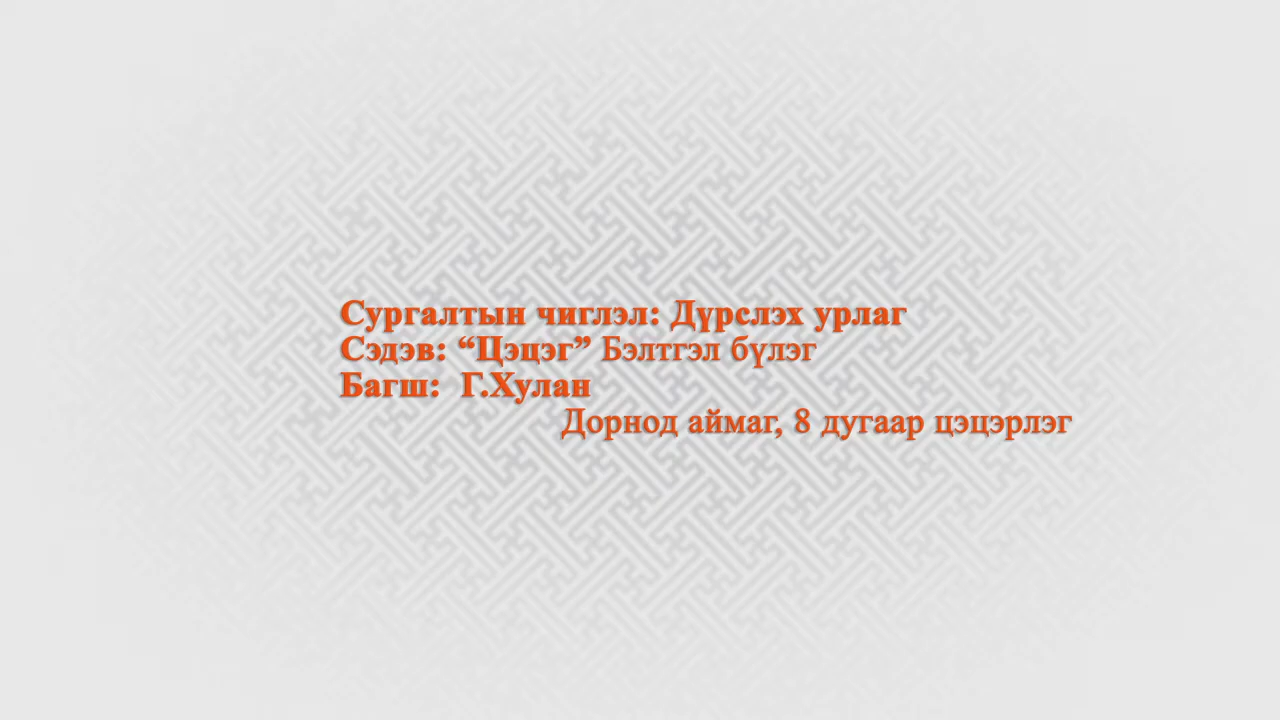 Сургалтын чиглэл: Дүрслэх урлаг
Сэдэв: “Цэцэг” Бэлтгэл бүлэг
Багш: Г.Хулан
Дорнод аймаг, 8 дугаар цэцэрлэг